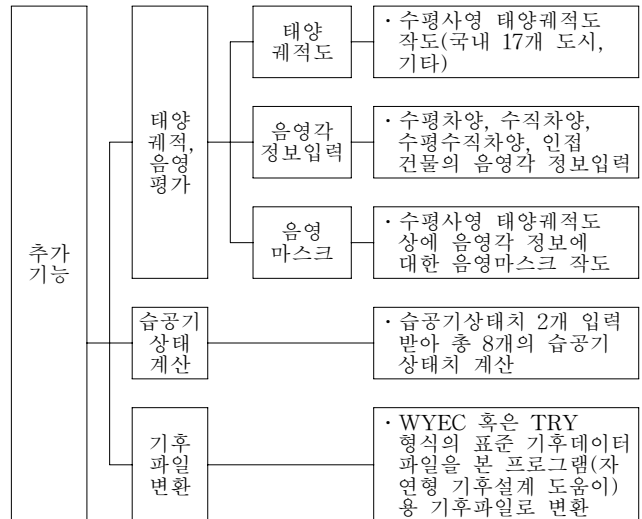 추가
기능
태양
궤적,
음영
평가
태양
궤적도
· 수평사영 태양궤적도
작도(국내 17개 도시,
기타)
음영각
정보입력
· 수평차양, 수직차양,
수평수직차양, 인접
건물의 음영각 정보입력
음영
마스크
· 수평사영 태양궤적도
상에 음영각 정보에
대한 음영마스크 작도
습공기
상태
계산
· 습공기상태치 2개 입력
받아 총 8개의 습공기
상태치 계산
기후
파일
변환
· WYEC 혹은 TRY
형식의 표준 기후데이터
파일을 본 프로그램(자
연형 기후설계 도움이)
용 기후파일로 변환